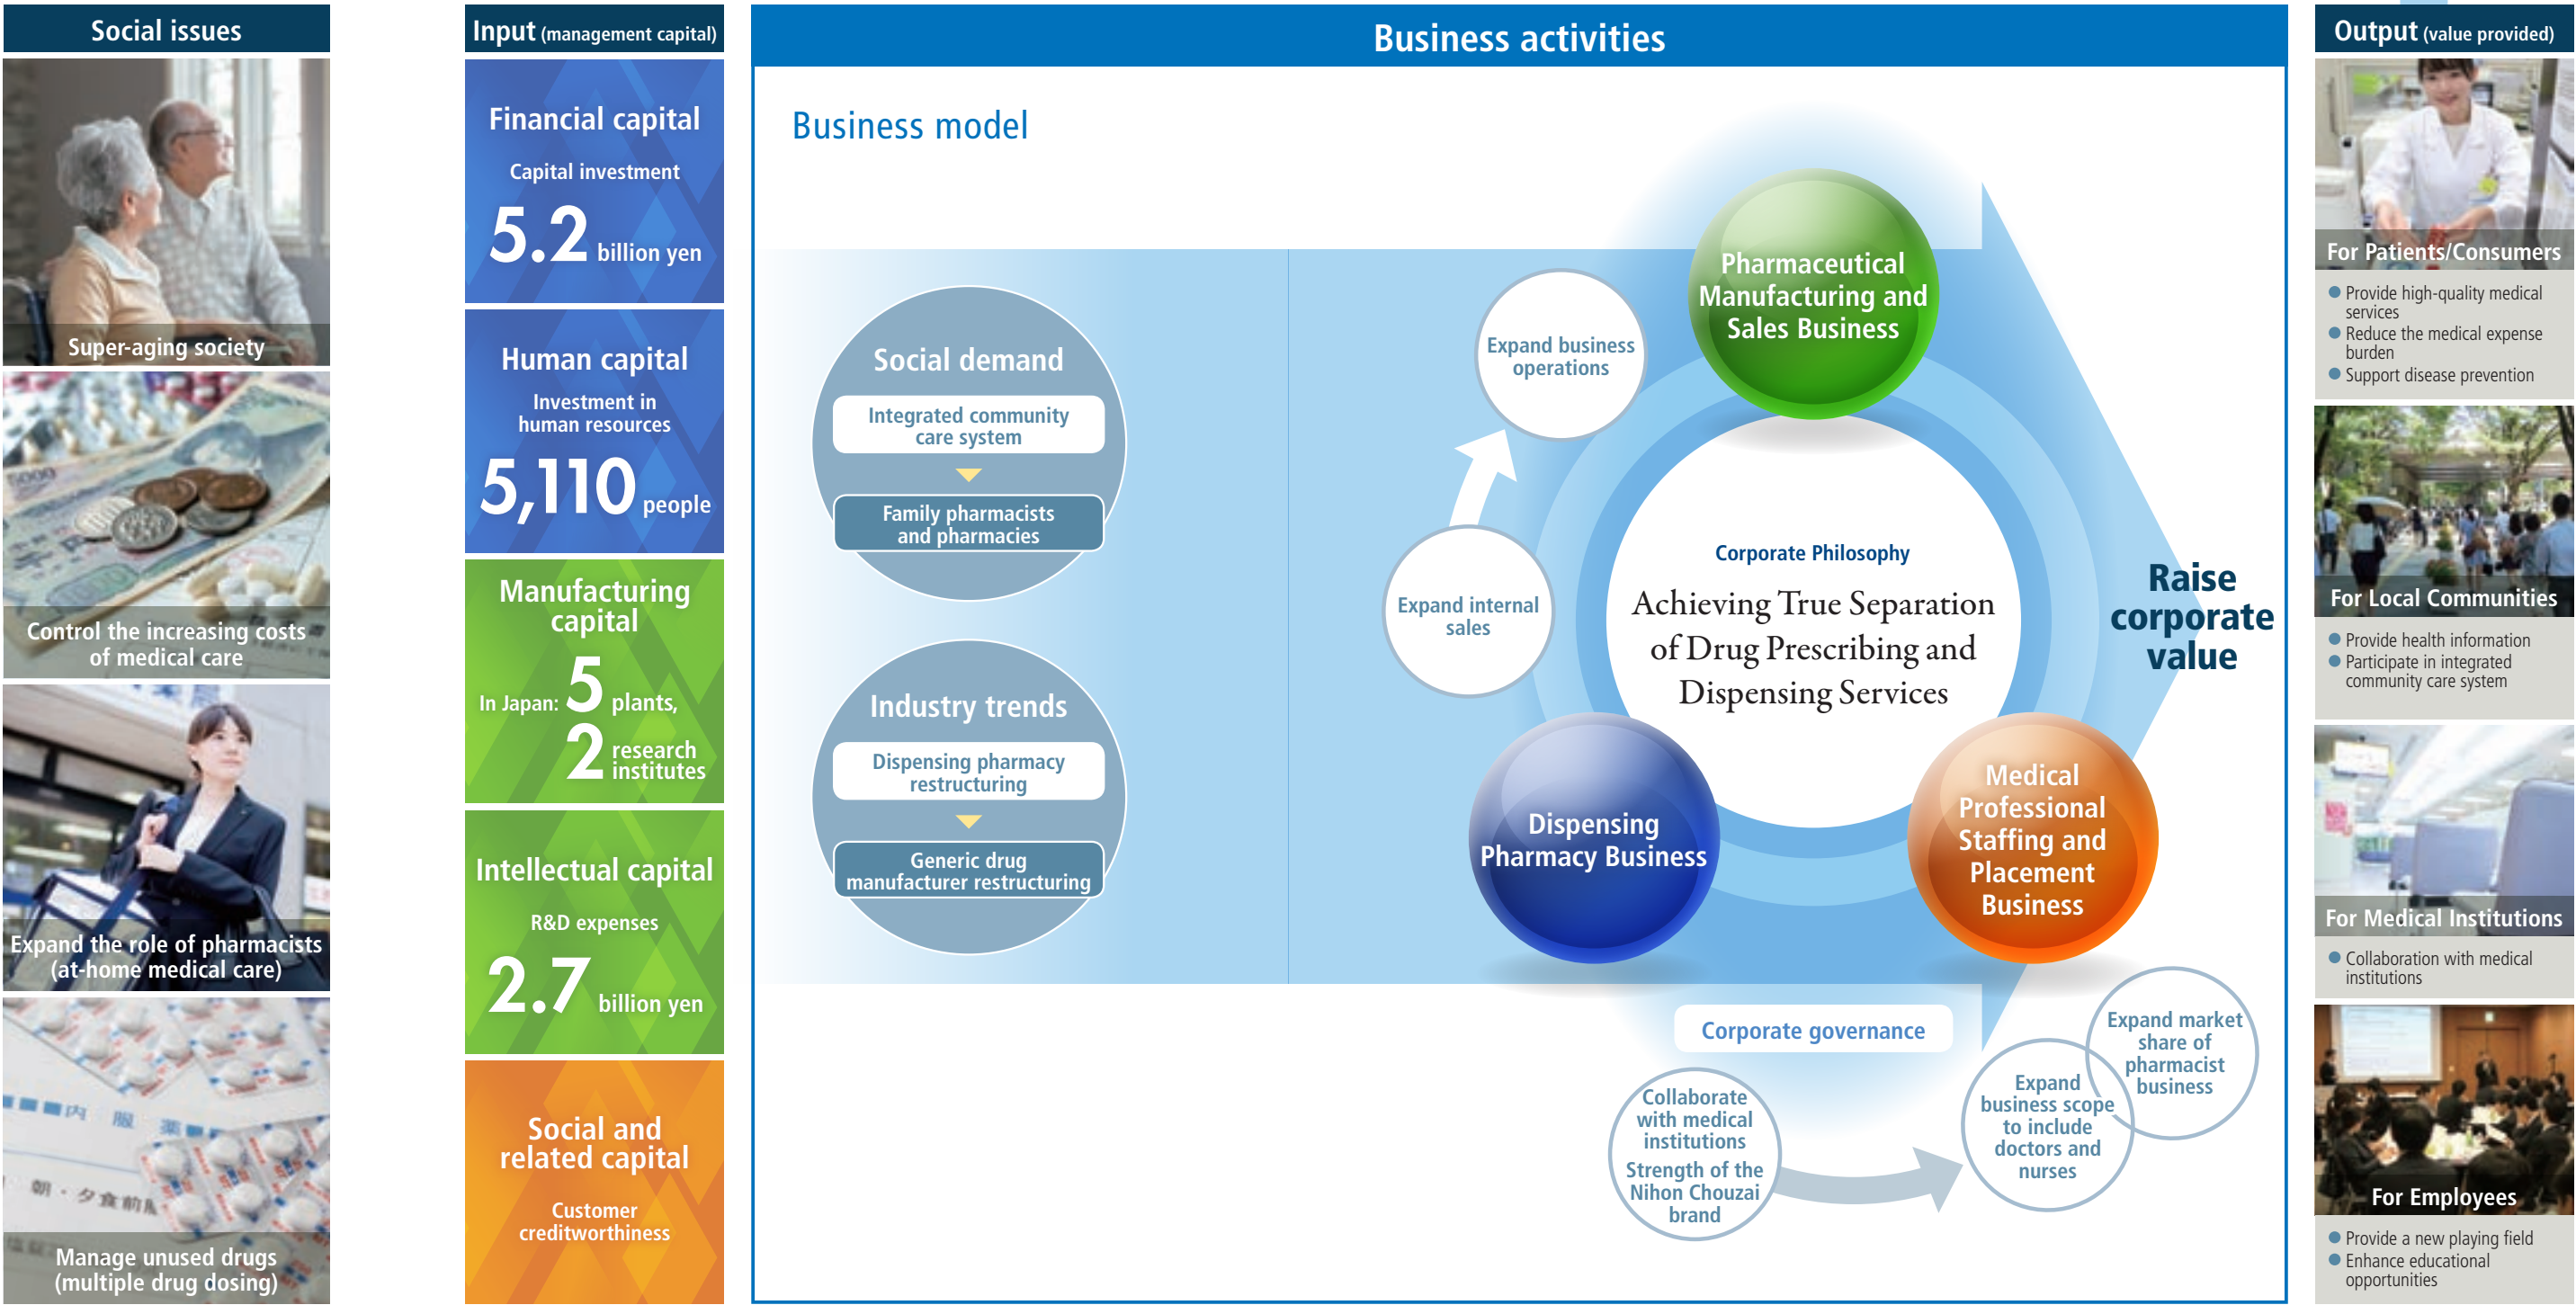 Social issues
Super-aging society
Control the increasing costs
of medical care
Expand the role of pharmacists
(at-home medical care)
内 服 薬
朝・夕食前
Manage unused drugs
(multiple drug dosing)
Input (management capital)
Financial capital
Capital investment
5.2 billion yen
Human capital
Investment in
human resources
5,110 people
Manufacturing
capital
In Japan: 5 plants,
2 research
institutes
Intellectual capital
R&D expenses
2.7 billion yen
Social and
related capital
Customer
creditworthiness
Business activities
Business model
Social demand
Integrated community
care system
Family pharmacists
and pharmacies
Industry trends
Dispensing pharmacy
restructuring
Generic drug
manufacturer restructuring
Expand business
operations
Expand internal
sales
Pharmaceutical
Manufacturing and
Sales Business
Corporate Philosophy
Achieving True Separation
of Drug Prescribing and
Dispensing Services
Dispensing
Pharmacy Business
Medical
Professional
Staffing and
Placement
Business
Raise
corporate
value
Corporate governance
Collaborate
with medical
institutions
Strength of the
Nihon Chouzai
brand
Expand
business scope
to include
doctors and
nurses
Expand market
share of
pharmacist
business
Output (value provided)
For Patients/Consumers
● Provide high-quality medical
services
● Reduce the medical expense
burden
● Support disease prevention
For Local Communities
● Provide health information
● Participate in integrated
community care system
For Medical Institutions
● Collaboration with medical
institutions
For Employees
● Provide a new playing field
● Enhance educational
opportunities